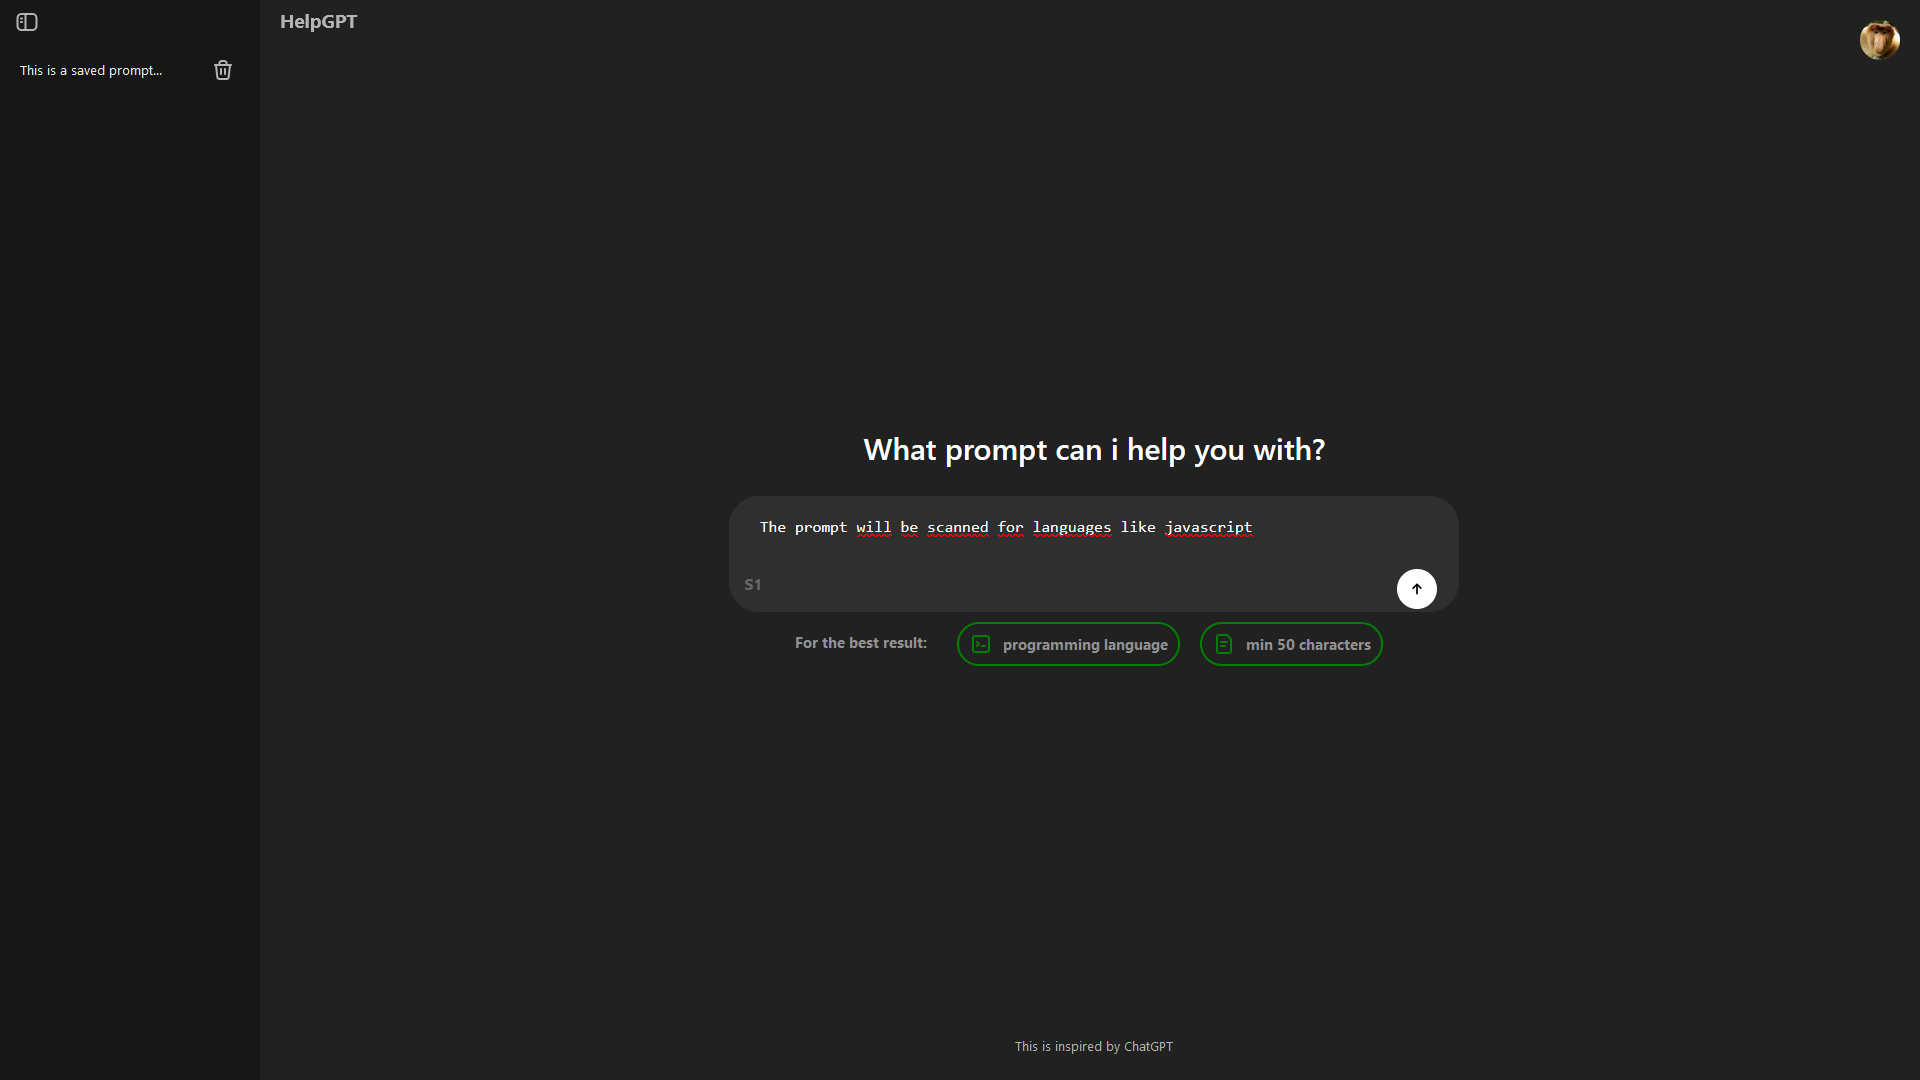 HelpGPT
This is a saved prompt...
What prompt can i help you with?
The prompt will be scanned for languages like javascript
S1
For the best result:
programming language
min 50 characters
This is inspired by ChatGPT